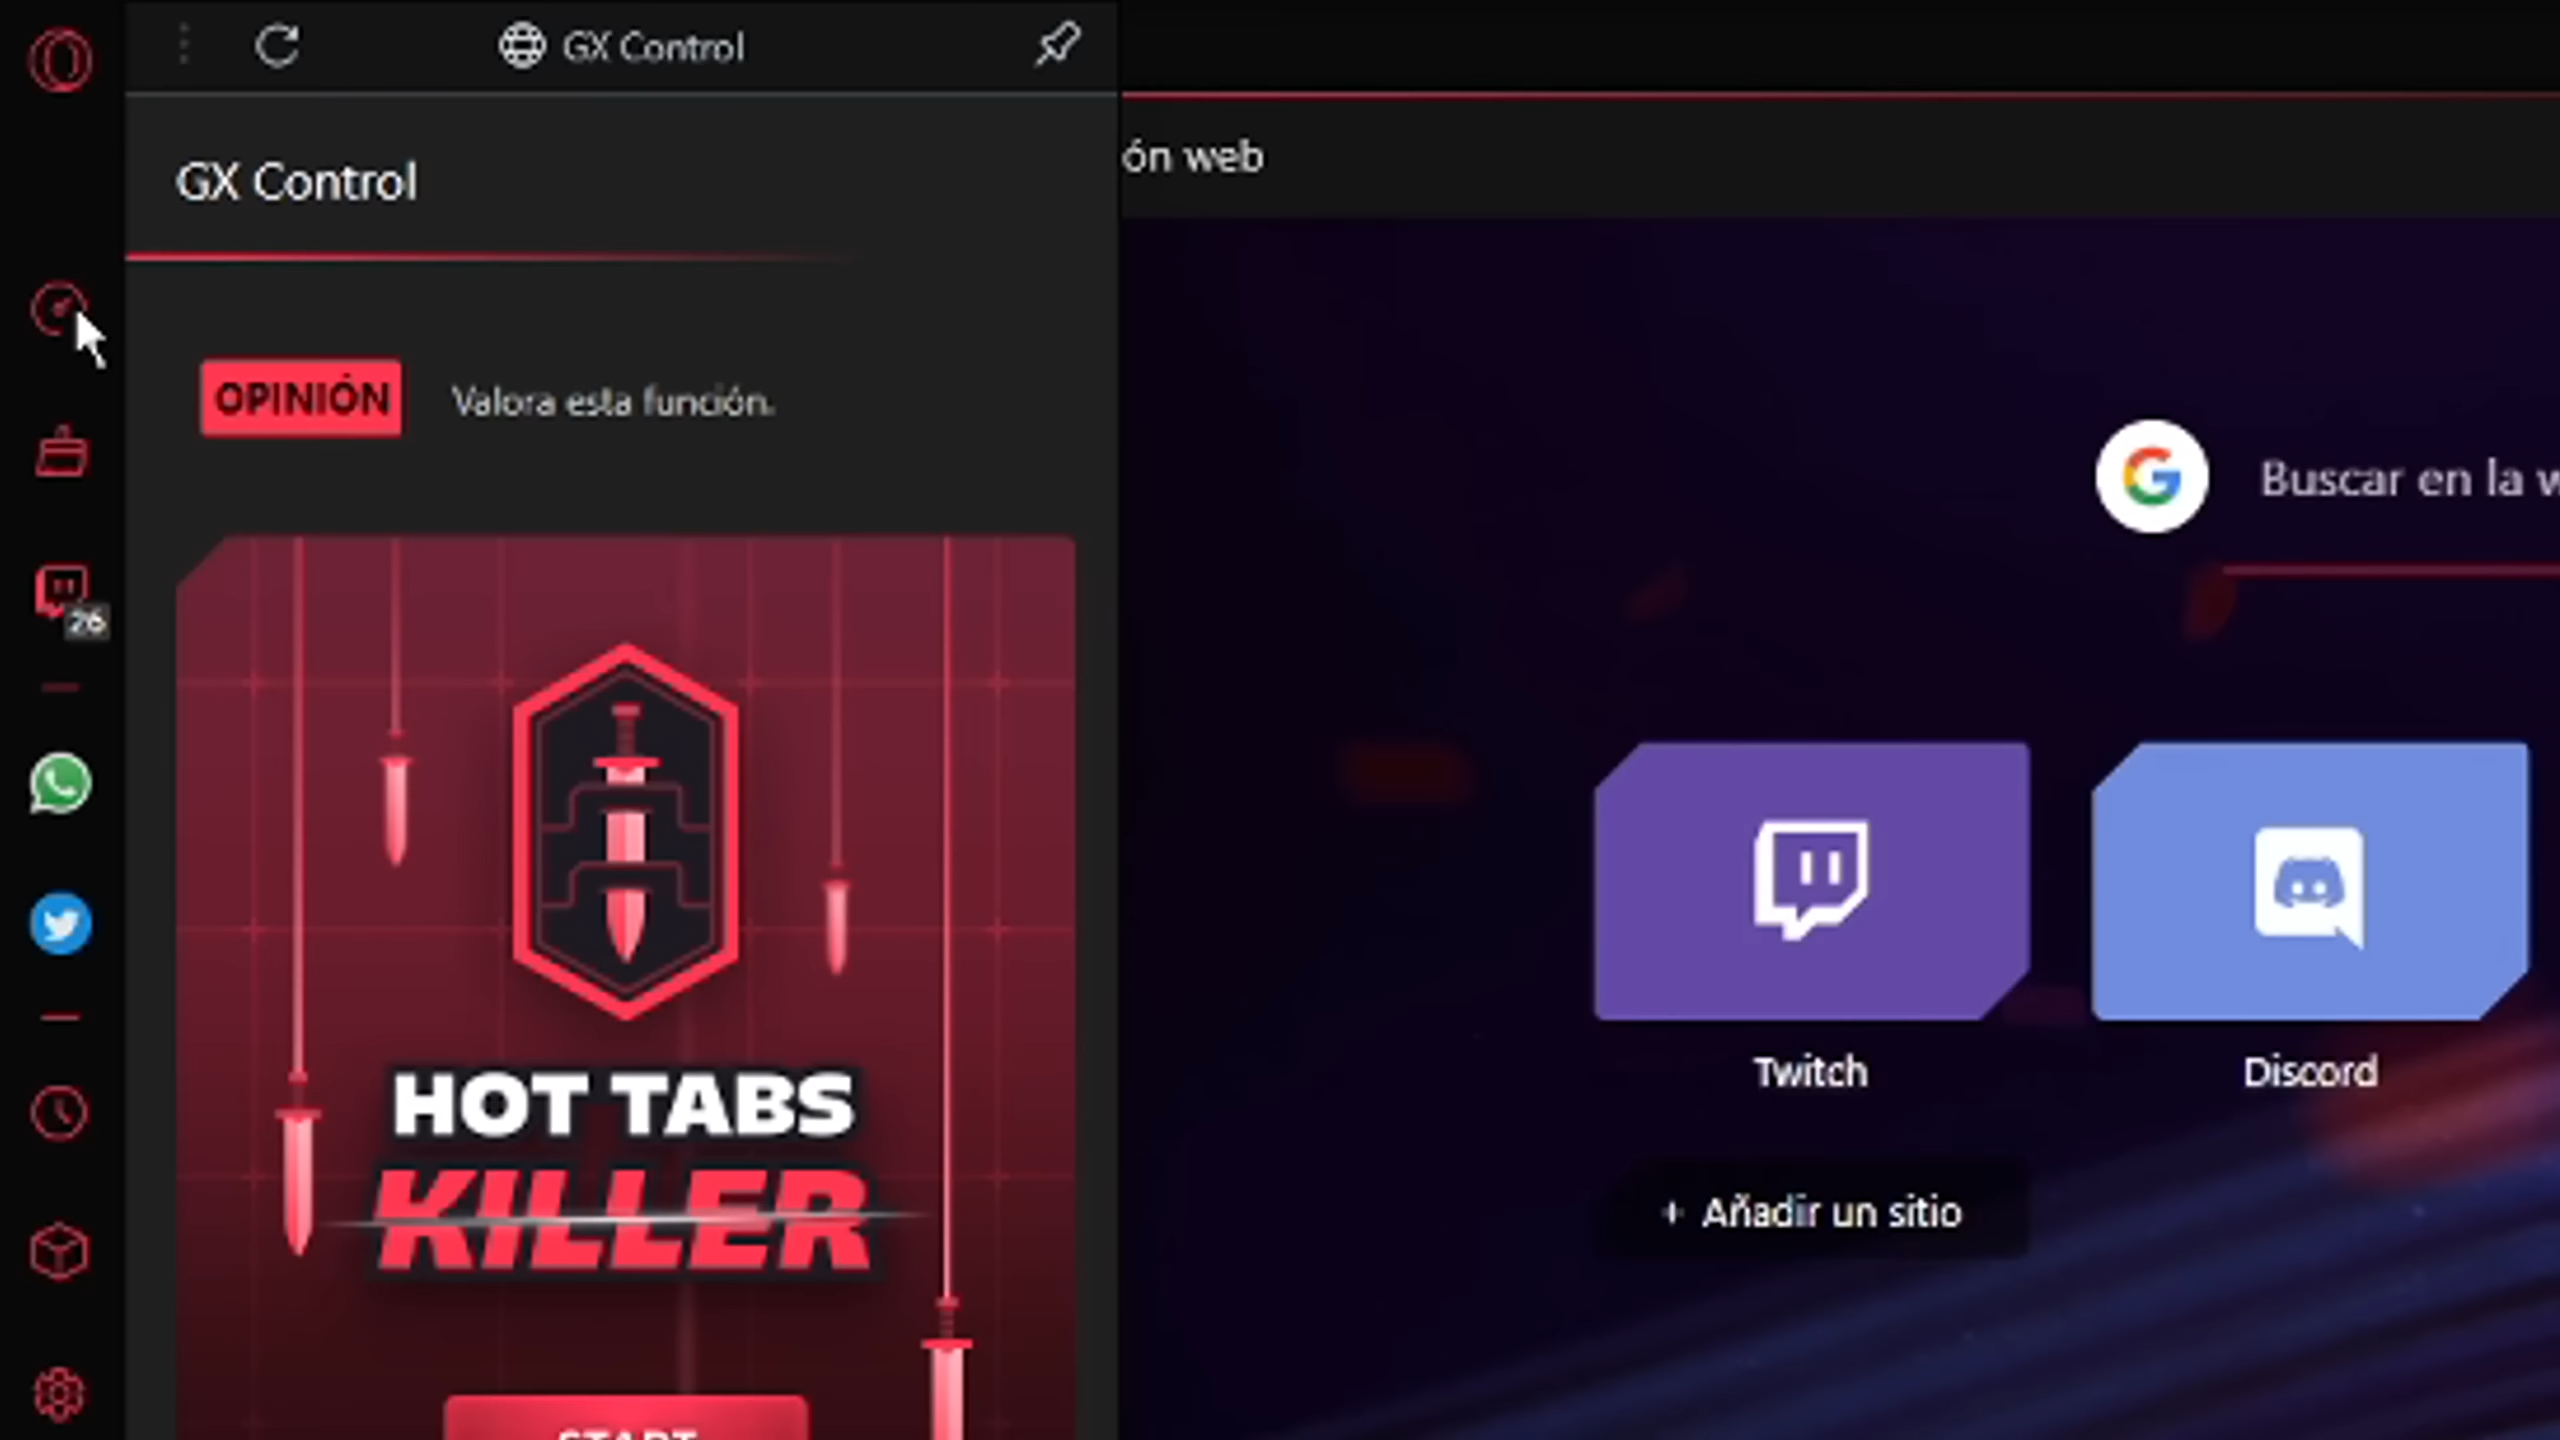 GX Control
ón web
GX Control
OPINIÓN Valora esta función.
Buscar en la
26
HOT TABS
KILLER
Twitch
Discord
+ Añadir un sitio
START